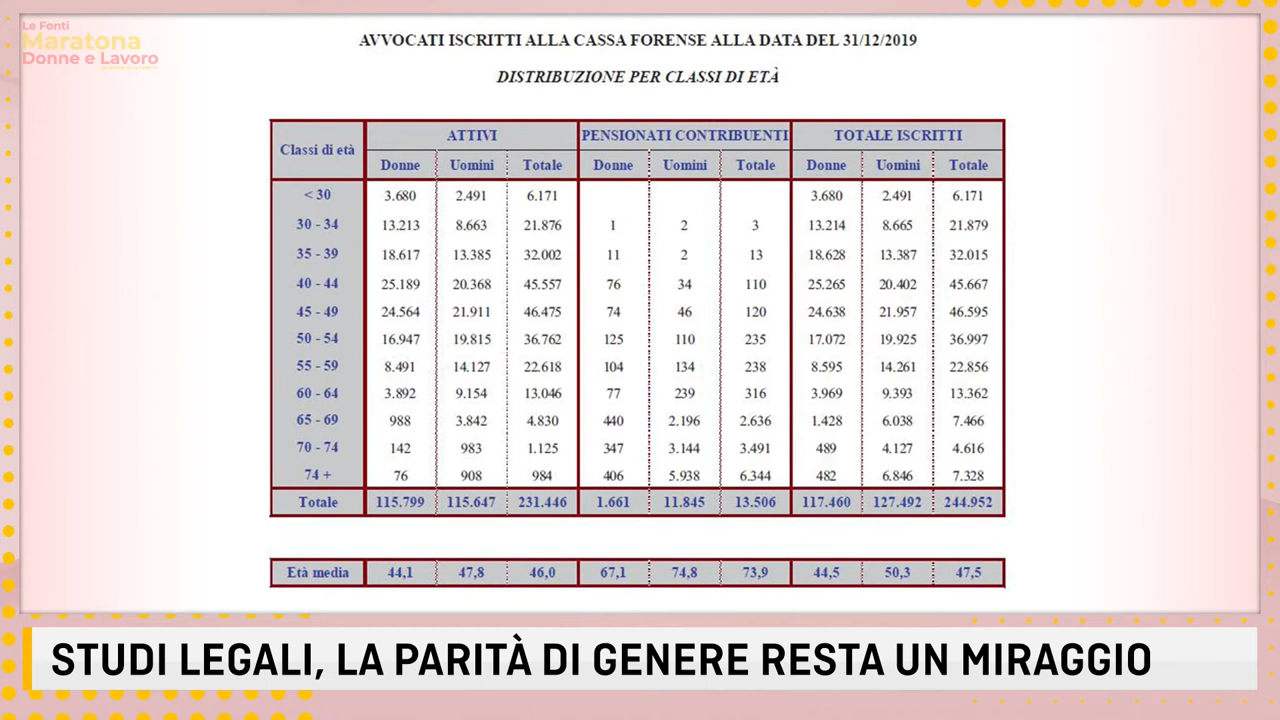 Le Fonti
Maratona
Donne e Lavoro
AVVOCATI ISCRITTI ALLA CASSA FORENSE ALLA DATA DEL 31/12/2019
DISTRIBUZIONE PER CLASSI DI ETÀ
Classi di età ATTIVI PENSIONATI CONTRIBUENTI TOTALE ISCRITTI
Donne Uomini Totale Donne Uomini Totale Donne Uomini Totale
< 30 3.680 2.491 6.171 3.680 2.491 6.171
30 - 34 13.213 8.663 21.876 1 2 3 13.214 8.665 21.879
35 - 39 18.617 13.385 32.002 11 2 13 18.628 13.387 32.015
40 - 44 25.189 20.368 45.557 76 34 110 25.265 20.402 45.667
45 - 49 24.564 21.911 46.475 74 46 120 24.638 21.957 46.595
50 - 54 16.947 19.815 36.762 125 110 235 17.072 19.925 36.997
55 - 59 8.491 14.127 22.618 104 134 238 8.595 14.261 22.856
60 - 64 3.892 9.154 13.046 77 239 316 3.969 9.393 13.362
65 - 69 988 3.842 4.830 440 2.196 2.636 1.428 6.038 7.466
70 - 74 142 983 1.125 347 3.144 3.491 489 4.127 4.616
74 + 76 908 984 406 5.938 6.344 482 6.846 7.328
Totale 115.799 115.647 231.446 1.661 11.845 13.506 117.460 127.492 244.952
Età media 44,1 47,8 46,0 67,1 74,8 73,9 44,5 50,3 47,5
STUDI LEGALI, LA PARITÀ DI GENERE RESTA UN MIRAGGIO